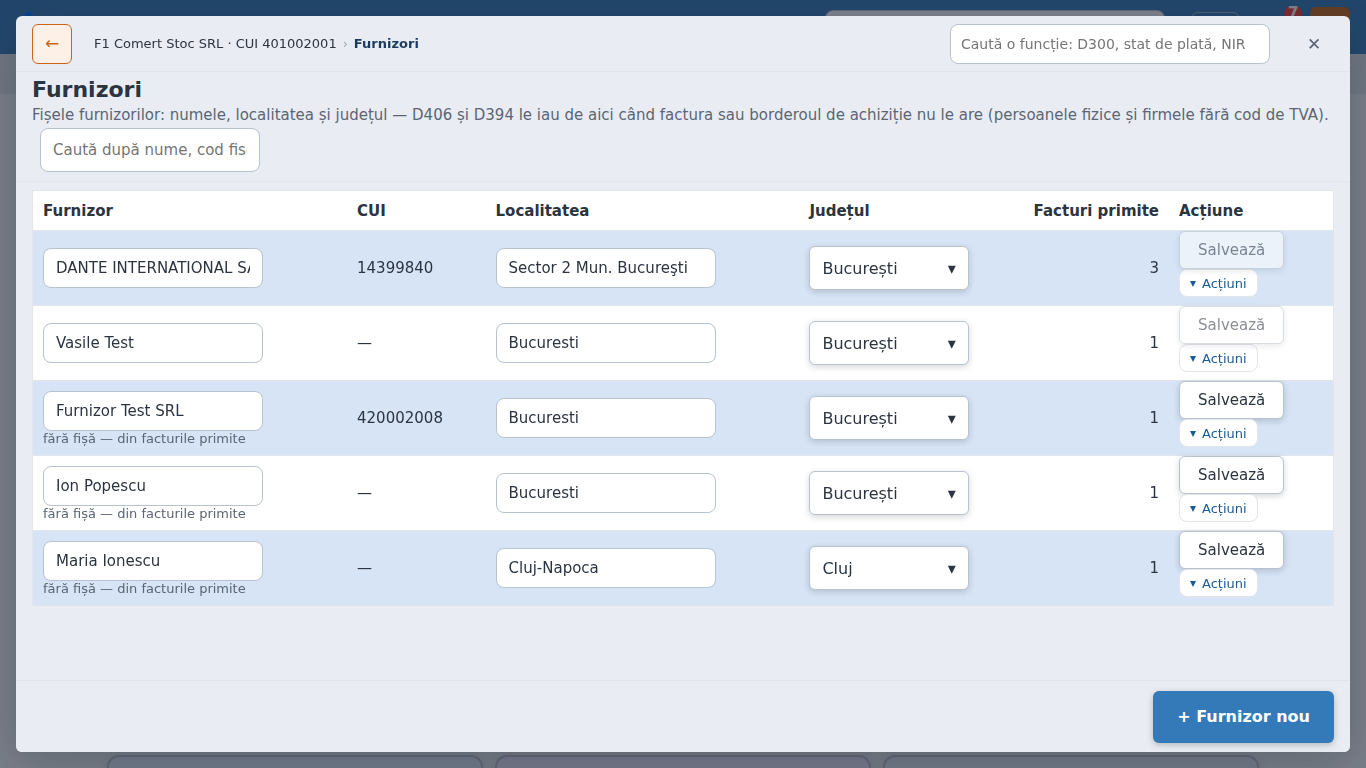 7
← F1 Comert Stoc SRL · CUI 401002001 › Furnizori Caută o funcție: D300, stat de plată, NIR ✕
Furnizori
Fișele furnizorilor: numele, localitatea și județul — D406 și D394 le iau de aici când factura sau borderoul de achiziție nu le are (persoanele fizice și firmele fără cod de TVA).
Caută după nume, cod fis
Furnizor CUI Localitatea Județul Facturi primite Acțiune
DANTE INTERNATIONAL SA 14399840 Sector 2 Mun. București București ▼ 3 Salvează
▾ Acțiuni
Vasile Test — Bucuresti București ▼ 1 Salvează
▾ Acțiuni
Furnizor Test SRL 420002008 Bucuresti București ▼ 1 Salvează
fără fișă — din facturile primite ▾ Acțiuni
Ion Popescu — Bucuresti București ▼ 1 Salvează
fără fișă — din facturile primite ▾ Acțiuni
Maria Ionescu — Cluj-Napoca Cluj ▼ 1 Salvează
fără fișă — din facturile primite ▾ Acțiuni
+ Furnizor nou